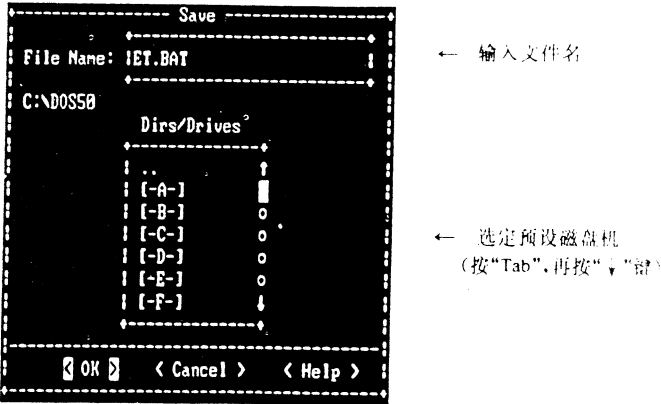 Save
File Name: ET.BAT
← 输入文件名
C:\DOS50
Dirs/Drives
..
[-A-]
[-B-]
[-C-]
[-D-]
[-E-]
[-F-]
← 选定预设磁盘机
(按“Tab”,再按“↓”键)
< OK > < Cancel > < Help >